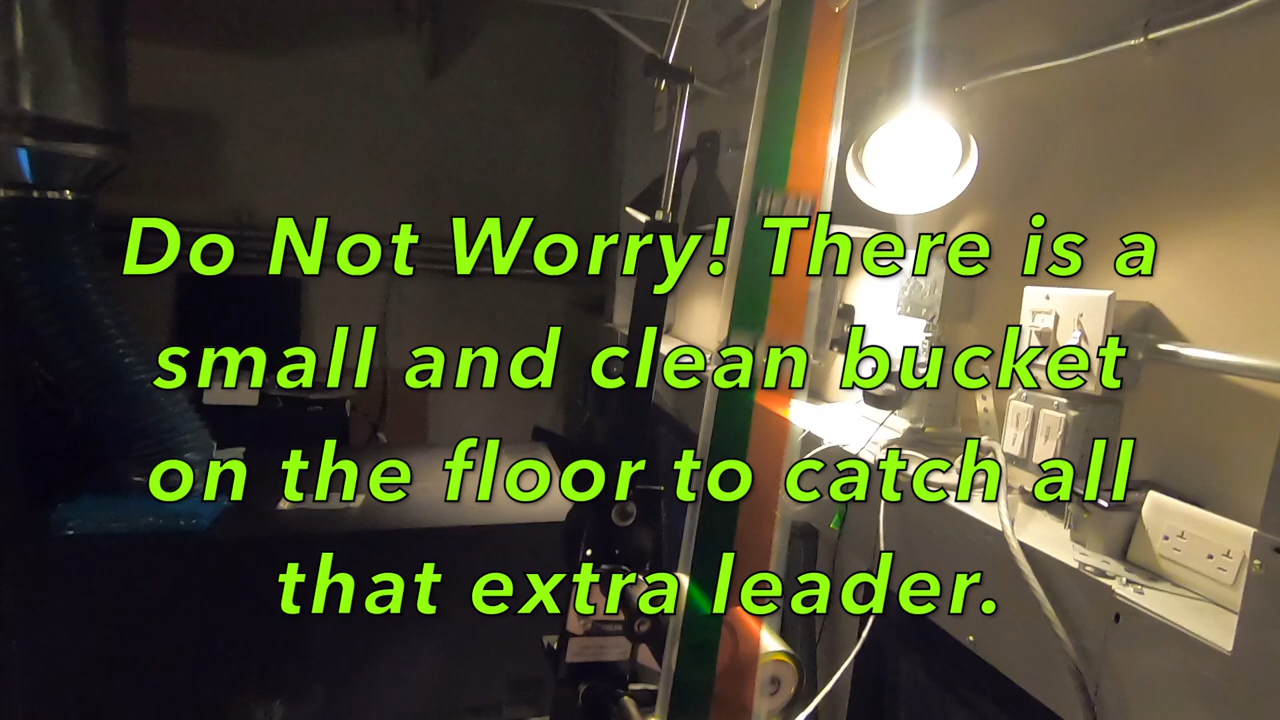 Do Not Worry! There is a
small and clean bucket
on the floor to catch all
that extra leader.